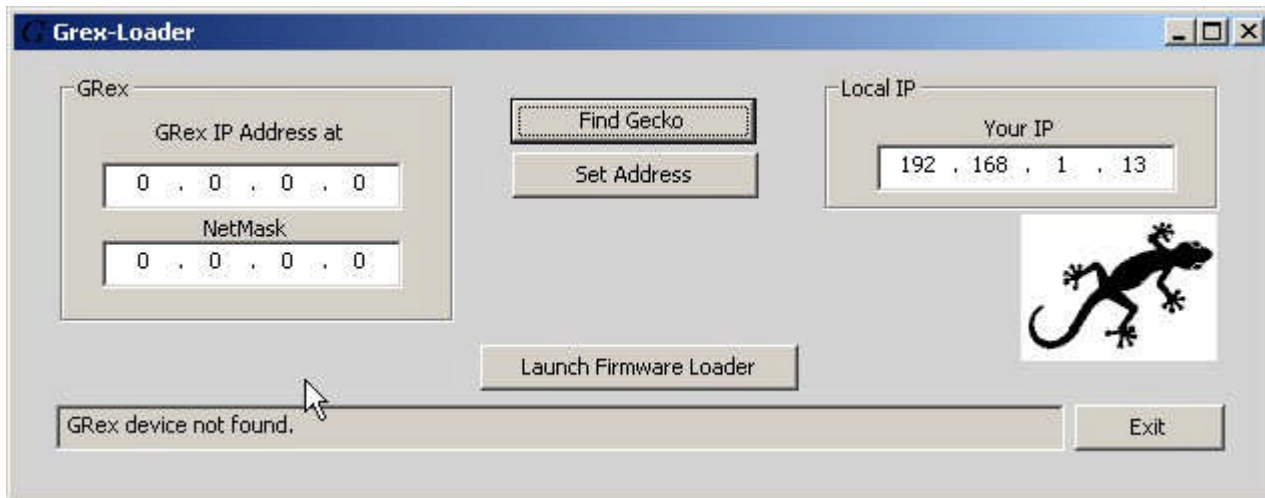 Grex-Loader
GRex
GRex IP Address at
0 . 0 . 0 . 0
NetMask
0 . 0 . 0 . 0
Find Gecko
Set Address
Local IP
Your IP
192 . 168 . 1 . 13
Launch Firmware Loader
GRex device not found.
Exit